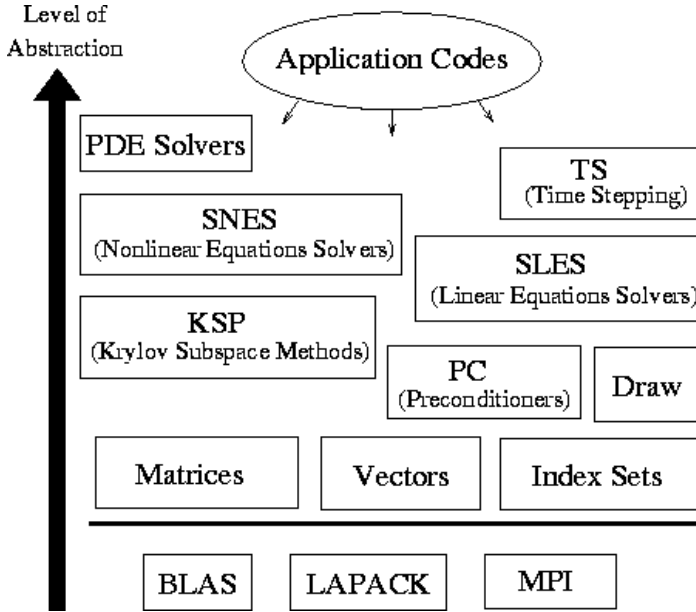 Level of
Abstraction
Application Codes
PDE Solvers
TS
(Time Stepping)
SNES
(Nonlinear Equations Solvers)
SLES
(Linear Equations Solvers)
KSP
(Krylov Subspace Methods)
PC
(Preconditioners)
Draw
Matrices
Vectors
Index Sets
BLAS
LAPACK
MPI